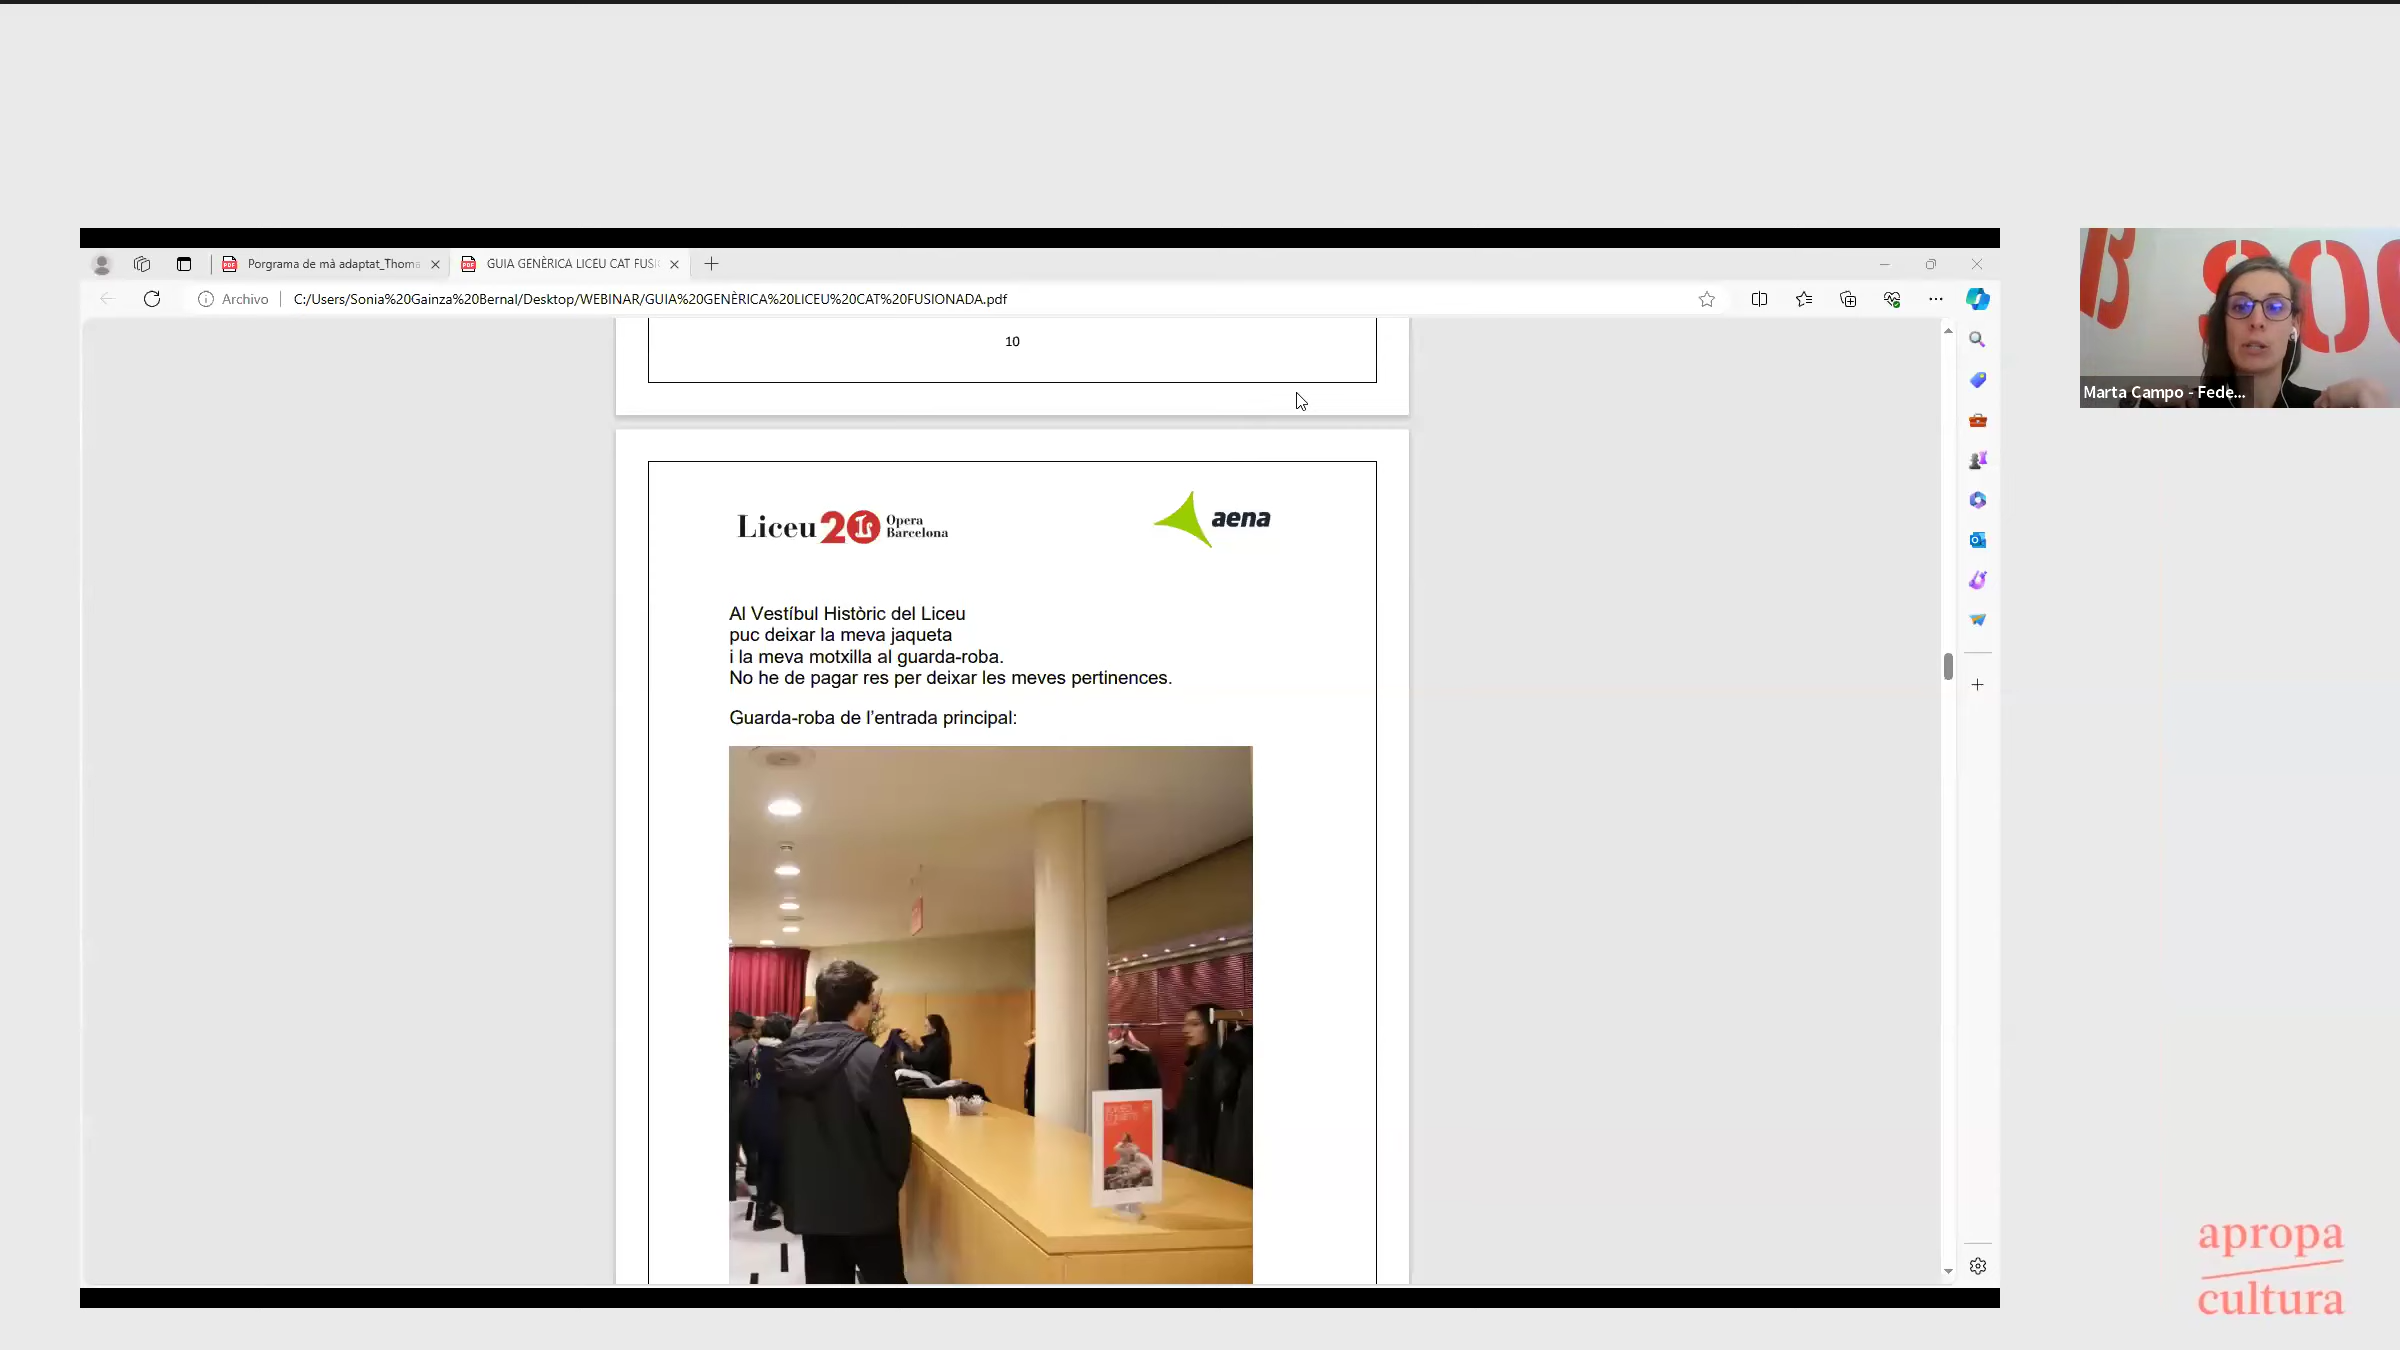 Porgrama de mà adaptat_Thoma
GUIA GENÈRICA LICEU CAT FUSI
Archivo
C:/Users/Sonia%20Gainza%20Bernal/Desktop/WEBINAR/GUIA%20GENÈRICA%20LICEU%20CAT%20FUSIONADA.pdf
Marta Campo - Fede...
10
Liceu
Opera
Barcelona
aena
Al Vestíbul Històric del Liceu
puc deixar la meva jaqueta
i la meva motxilla al guarda-roba.
No he de pagar res per deixar les meves pertinences.
Guarda-roba de l'entrada principal:
apropa
cultura